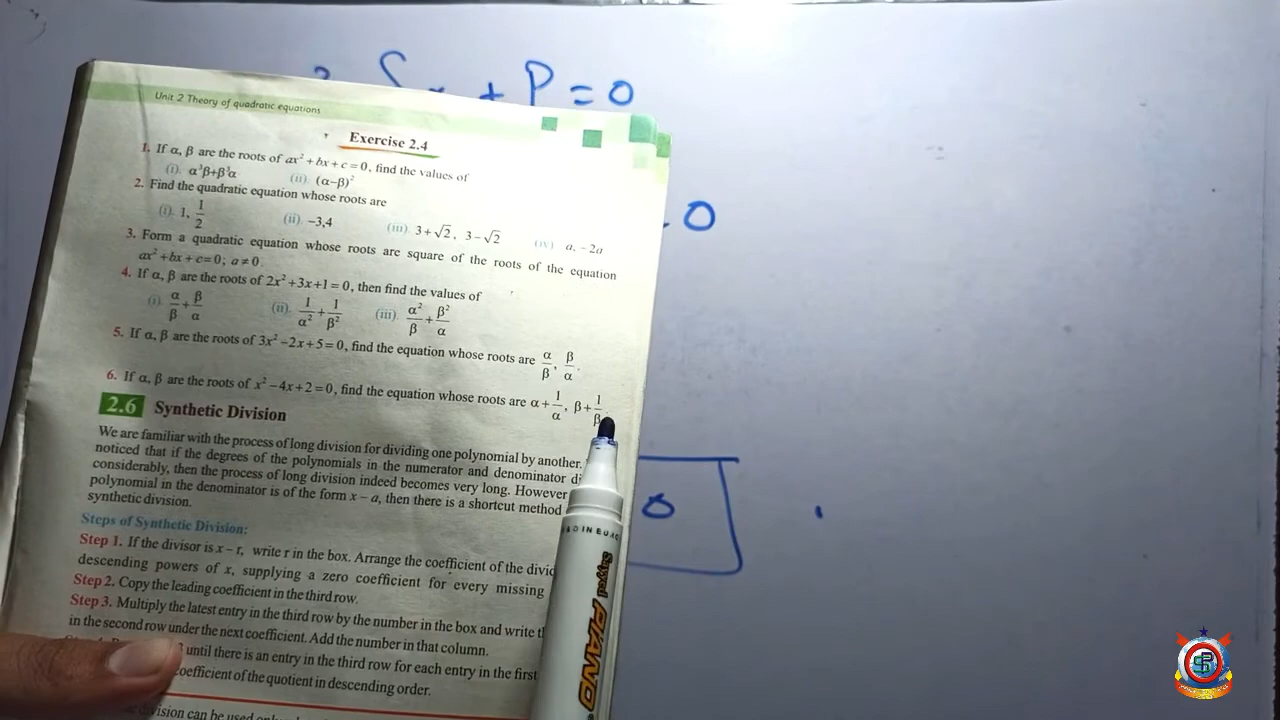 S
+ P = 0
0
0
Unit 2 Theory of quadratic equations
Exercise 2.4
1. If α, β are the roots of ax² + bx + c = 0, find the values of
(i). α³β+β³α (ii). (α−β)²
2. Find the quadratic equation whose roots are
(i). 1, 1/2 (ii). −3,4 (iii). 3+√2, 3−√2 (iv) a, −2a
3. Form a quadratic equation whose roots are square of the roots of the equation
ax² + bx + c = 0; a ≠ 0.
4. If α, β are the roots of 2x² +3x+1 = 0, then find the values of
(i). α/β + β/α (ii). 1/α² + 1/β² (iii). α²/β + β²/α
5. If α, β are the roots of 3x² −2x+5 = 0, find the equation whose roots are α/β, β/α.
6. If α, β are the roots of x² −4x+2 = 0, find the equation whose roots are α+1/α, β+1/β
2.6 Synthetic Division
We are familiar with the process of long division for dividing one polynomial by another.
noticed that if the degrees of the polynomials in the numerator and denominator
considerably, then the process of long division indeed becomes very long. However
polynomial in the denominator is of the form x − a, then there is a shortcut method
synthetic division.
Steps of Synthetic Division:
Step 1. If the divisor is x − r, write r in the box. Arrange the coefficient of the
descending powers of x, supplying a zero coefficient for every missing
Step 2. Copy the leading coefficient in the third row.
Step 3. Multiply the latest entry in the third row by the number in the box and write
in the second row under the next coefficient. Add the number in that column.
until there is an entry in the third row for each entry in the first
coefficient of the quotient in descending order.
division can be used only
Sayyed PIANO